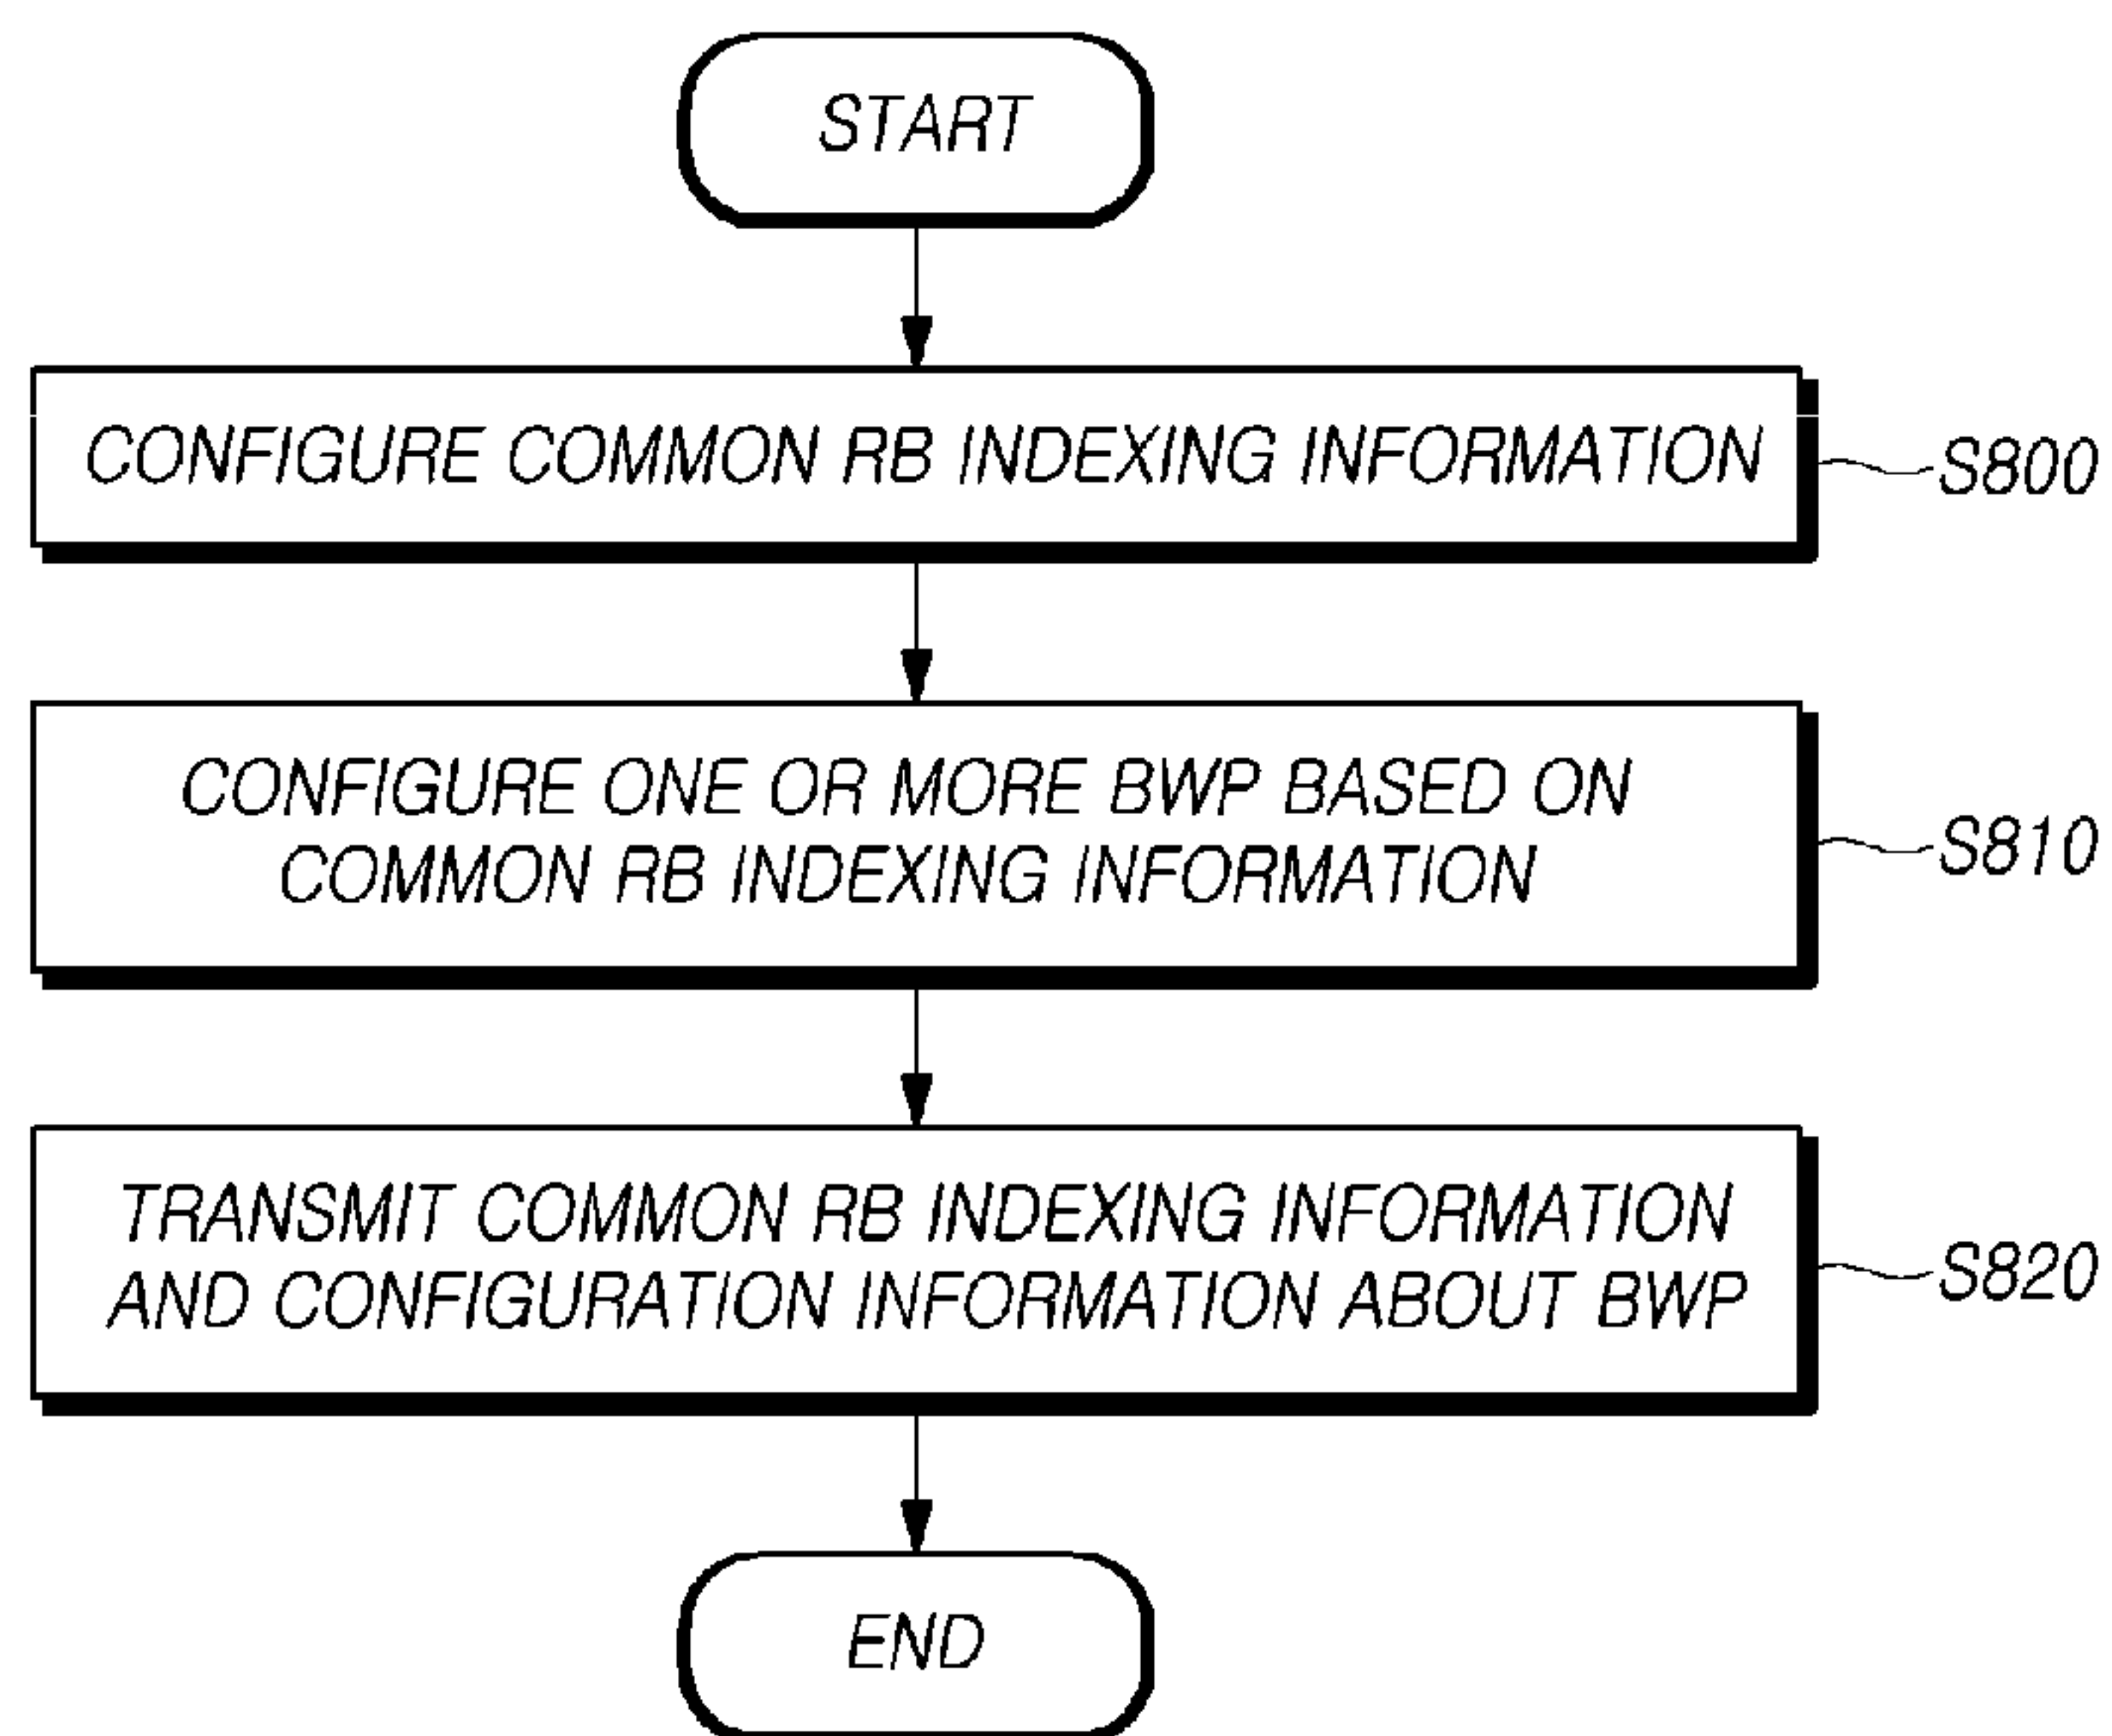 START
CONFIGURE COMMON RB INDEXING INFORMATION
S800
CONFIGURE ONE OR MORE BWP BASED ON
COMMON RB INDEXING INFORMATION
S810
TRANSMIT COMMON RB INDEXING INFORMATION
AND CONFIGURATION INFORMATION ABOUT BWP
S820
END